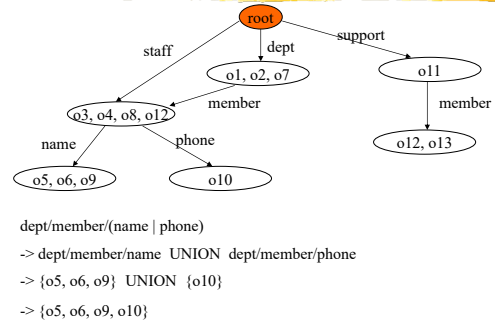 root
staff
dept
support
o1, o2, o7
o11
member
member
o3, o4, o8, o12
o12, o13
name
phone
o5, o6, o9
o10
dept/member/(name | phone)
-> dept/member/name UNION dept/member/phone
-> {o5, o6, o9} UNION {o10}
-> {o5, o6, o9, o10}